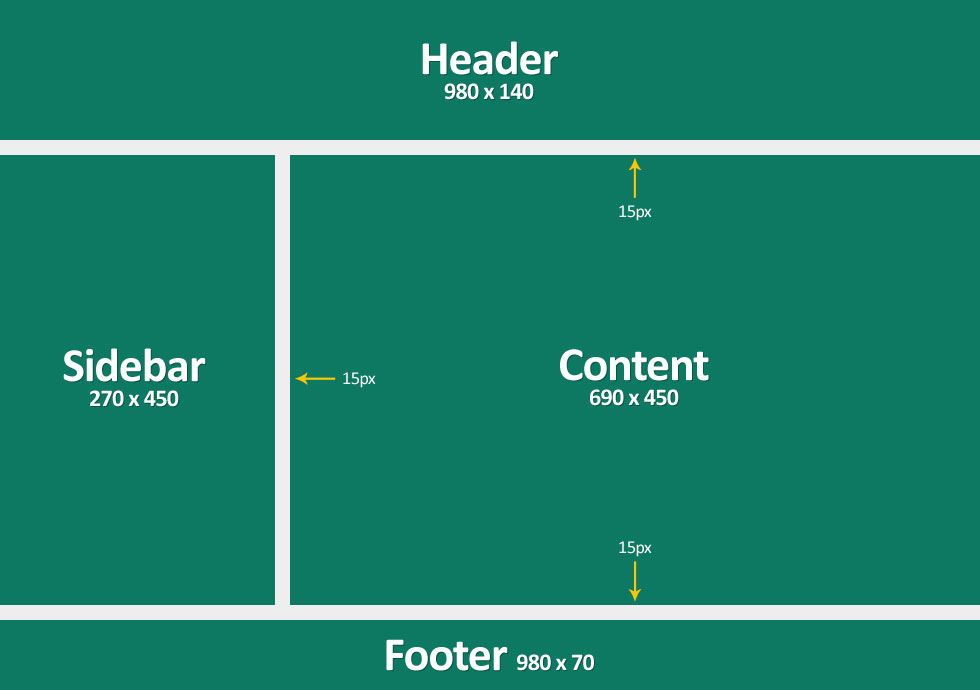 Header
980 x 140
15px
Sidebar
270 x 450
15px
Content
690 x 450
15px
Footer 980 x 70